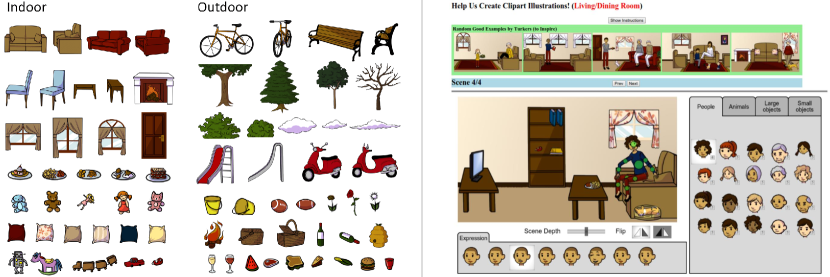 Indoor
Outdoor
Help Us Create Clipart Illustrations! (Living/Dining Room)
Show Instructions
Random Good Examples by Turkers (to Inspire)
Scene 4/4
Prev
Next
People
Animals
Large objects
Small objects
Scene Depth
Flip
Expression